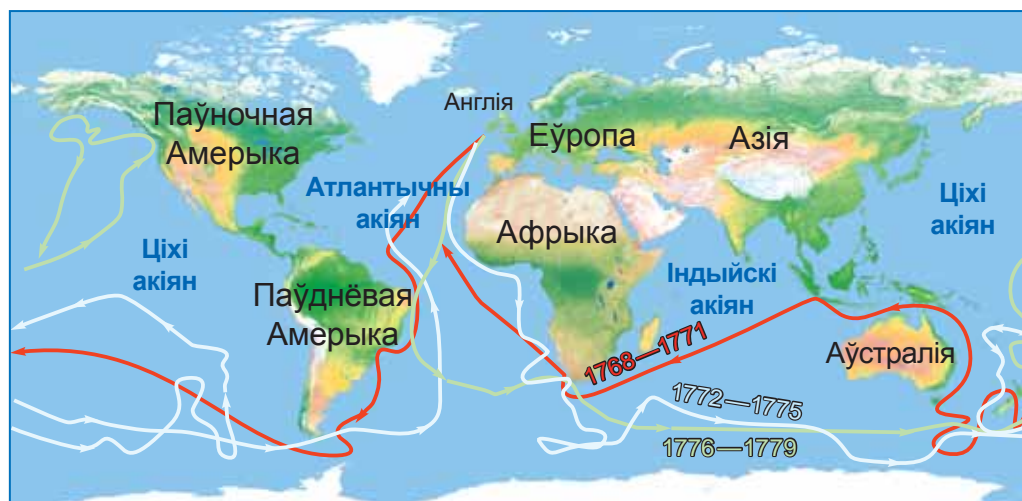 Англія
Паўночная
Амерыка
Еўропа
Азія
Атлантычны
акіян
Ціхі
акіян
Ціхі
акіян
Афрыка
Індыйскі
акіян
Паўднёвая
Амерыка
Аўстралія
1768—1771
1772—1775
1776—1779